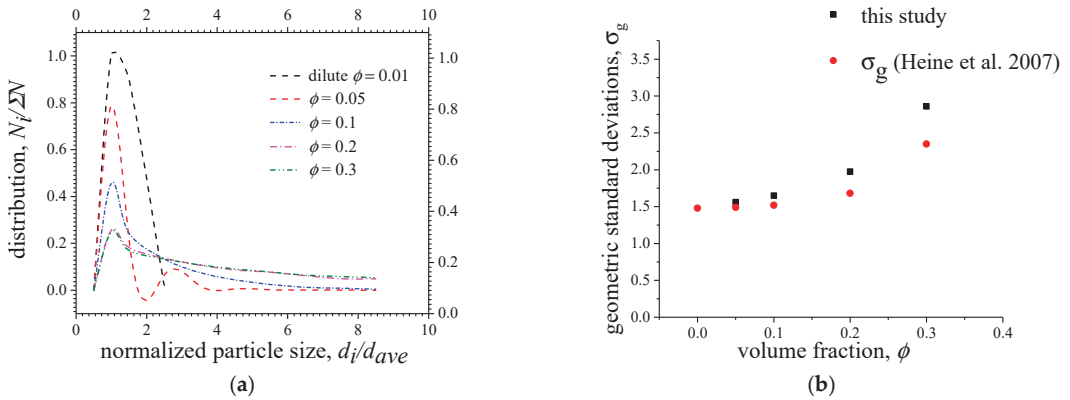 0 2 4 6 8 10
1.0
0.8
0.6
0.4
0.2
0.0
distribution, Nᵢ/ΣN
dilute ϕ = 0.01
ϕ = 0.05
ϕ = 0.1
ϕ = 0.2
ϕ = 0.3
1.0
0.8
0.6
0.4
0.2
0.0
0 2 4 6 8 10
normalized particle size, dᵢ/d_ave
(a)
this study
σg (Heine et al. 2007)
geometric standard deviations, σg
3.5
3.0
2.5
2.0
1.5
1.0
0.5
0.0
0.0 0.1 0.2 0.3 0.4
volume fraction, ϕ
(b)